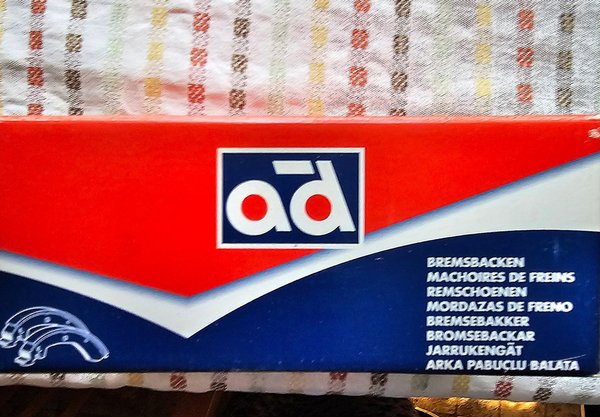 ad
BREMSBACKEN
MACHOIRES DE FREINS
REMSCHOENEN
MORDAZAS DE FRENO
BREMSEBAKKER
BROMSEBACKAR
JARRUKENGÄT
ARKA PABUÇLU BALATA